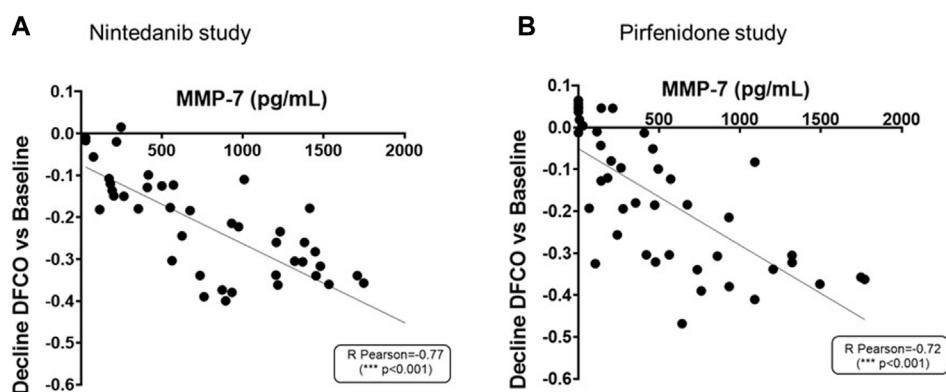 A
Nintedanib study
MMP-7 (pg/mL)
Decline DFCO vs Baseline
0.1
0.0
-0.1
-0.2
-0.3
-0.4
-0.5
-0.6
500
1000
1500
2000
R Pearson=-0.77
(*** p<0.001)
B
Pirfenidone study
MMP-7 (pg/mL)
Decline DFCO vs Baseline
0.1
0.0
-0.1
-0.2
-0.3
-0.4
-0.5
-0.6
500
1000
1500
2000
R Pearson=-0.72
(*** p<0.001)